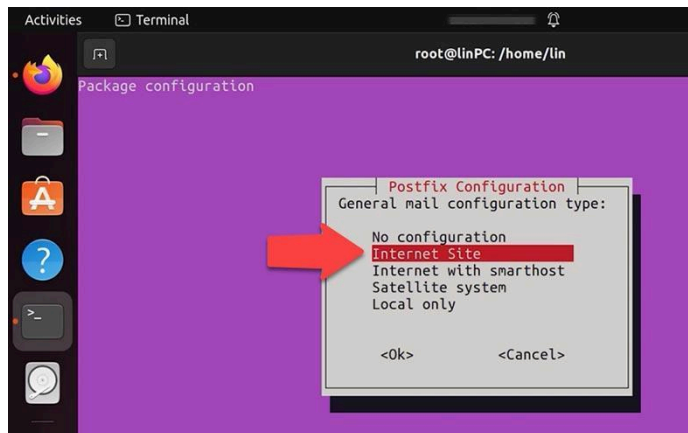 Activities Terminal
root@linPC: /home/lin
Package configuration
Postfix Configuration
General mail configuration type:
No configuration
Internet Site
Internet with smarthost
Satellite system
Local only
<Ok> <Cancel>